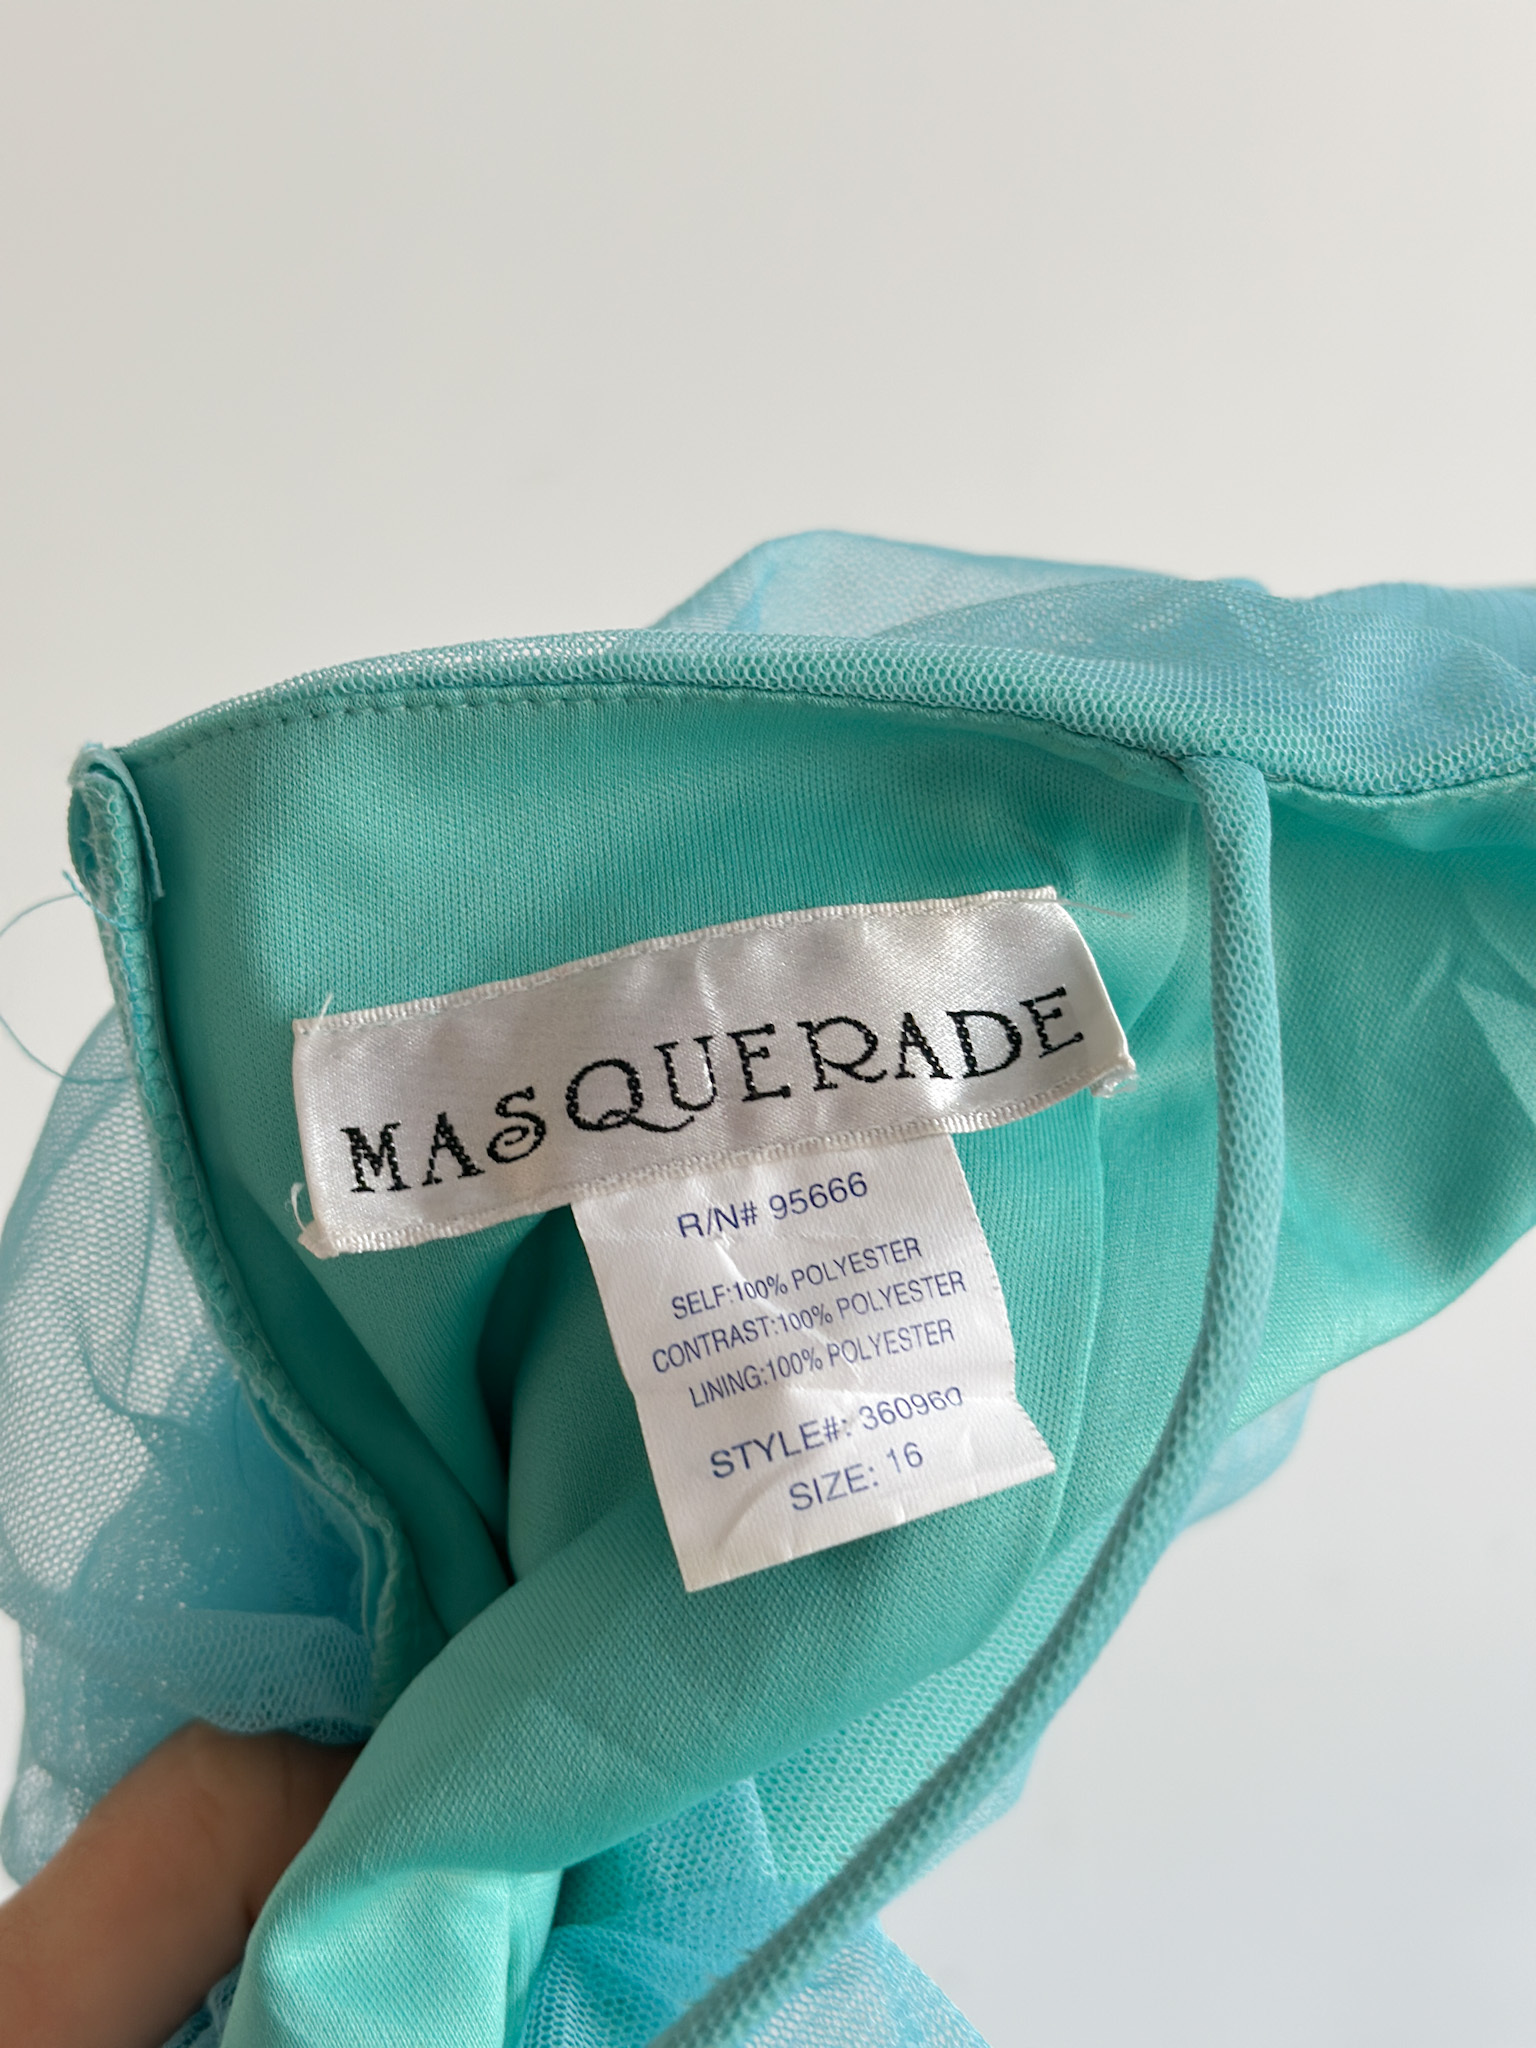 MASQUERADE
R/N# 95666
SELF:100% POLYESTER
CONTRAST:100% POLYESTER
LINING:100% POLYESTER
STYLE#: 360960
SIZE: 16